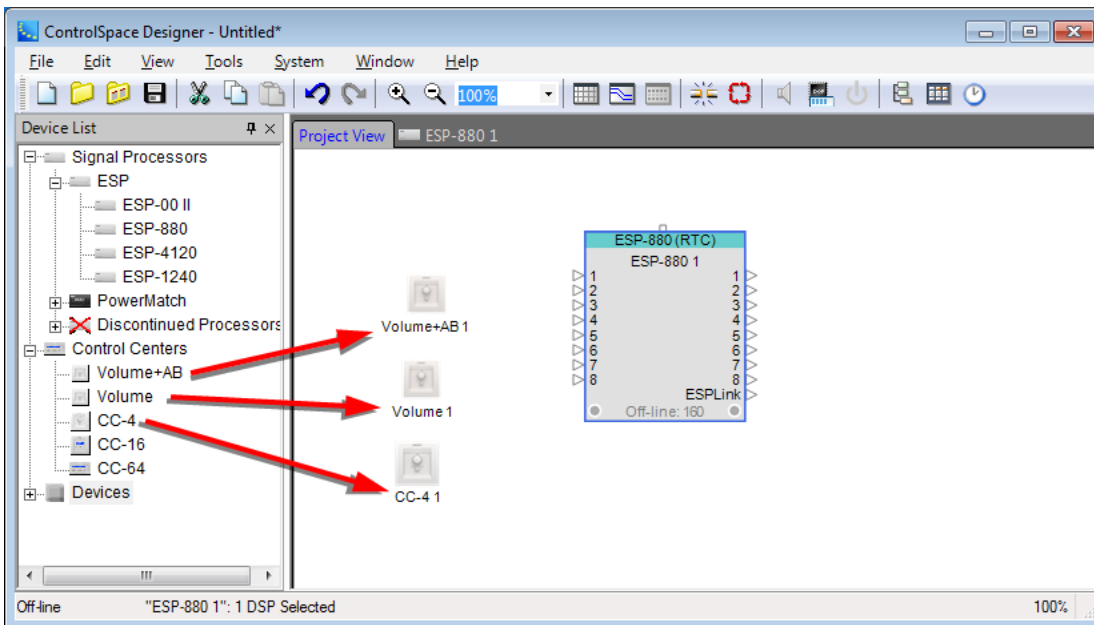 ControlSpace Designer - Untitled*
File Edit View Tools System Window Help
100%
Device List
Project View ESP-880 1
Signal Processors
ESP
ESP-00 II
ESP-880
ESP-4120
ESP-1240
PowerMatch
Discontinued Processors
Control Centers
Volume+AB
Volume
CC-4
CC-16
CC-64
Devices
Volume+AB 1
Volume 1
CC-4 1
ESP-880 (RTC)
ESP-880 1
1 1
2 2
3 3
4 4
5 5
6 6
7 7
8 8
ESPLink
Off-line: 160
Off-line "ESP-880 1": 1 DSP Selected 100%